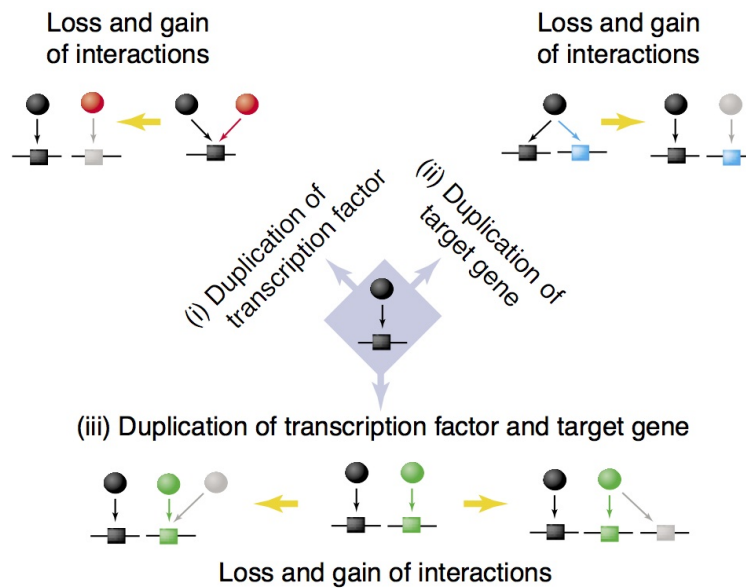 Loss and gain
of interactions
Loss and gain
of interactions
(i) Duplication of
transcription factor
(ii) Duplication of
target gene
(iii) Duplication of transcription factor and target gene
Loss and gain of interactions